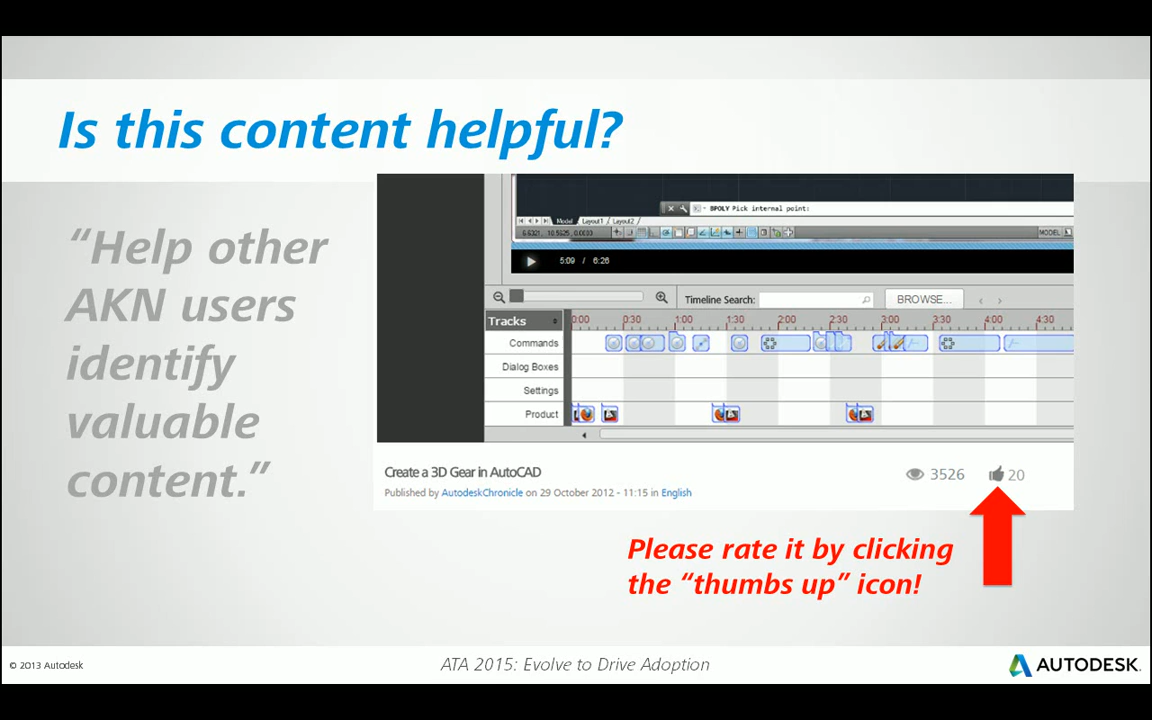 Is this content helpful?
“Help other
AKN users
identify
valuable
content.”
BPOLY Pick internal point:
Model Layout1 Layout2
MODEL
5:09 / 6:26
Timeline Search:
BROWSE...
Tracks
0:00 0:30 1:00 1:30 2:00 2:30 3:00 3:30 4:00 4:30
Commands
Dialog Boxes
Settings
Product
Create a 3D Gear in AutoCAD
3526
20
Published by AutodeskChronicle on 29 October 2012 - 11:15 in English
Please rate it by clicking
the “thumbs up” icon!
© 2013 Autodesk
ATA 2015: Evolve to Drive Adoption
AUTODESK.